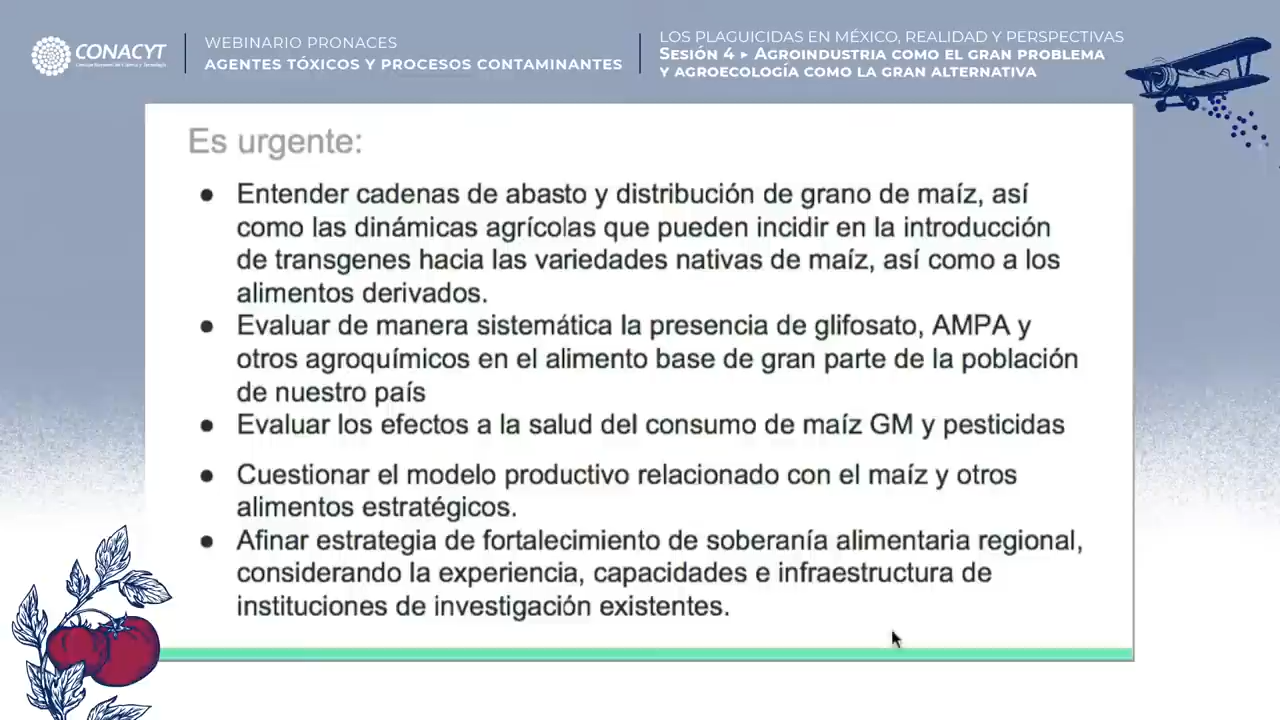 CONACYT
WEBINARIO PRONACES
AGENTES TÓXICOS Y PROCESOS CONTAMINANTES
LOS PLAGUICIDAS EN MÉXICO, REALIDAD Y PERSPECTIVAS
SESIÓN 4 ▸ AGROINDUSTRIA COMO EL GRAN PROBLEMA
Y AGROECOLOGÍA COMO LA GRAN ALTERNATIVA
Es urgente:
● Entender cadenas de abasto y distribución de grano de maíz, así
como las dinámicas agrícolas que pueden incidir en la introducción
de transgenes hacia las variedades nativas de maíz, así como a los
alimentos derivados.
● Evaluar de manera sistemática la presencia de glifosato, AMPA y
otros agroquímicos en el alimento base de gran parte de la población
de nuestro país
● Evaluar los efectos a la salud del consumo de maíz GM y pesticidas
● Cuestionar el modelo productivo relacionado con el maíz y otros
alimentos estratégicos.
● Afinar estrategia de fortalecimiento de soberanía alimentaria regional,
considerando la experiencia, capacidades e infraestructura de
instituciones de investigación existentes.